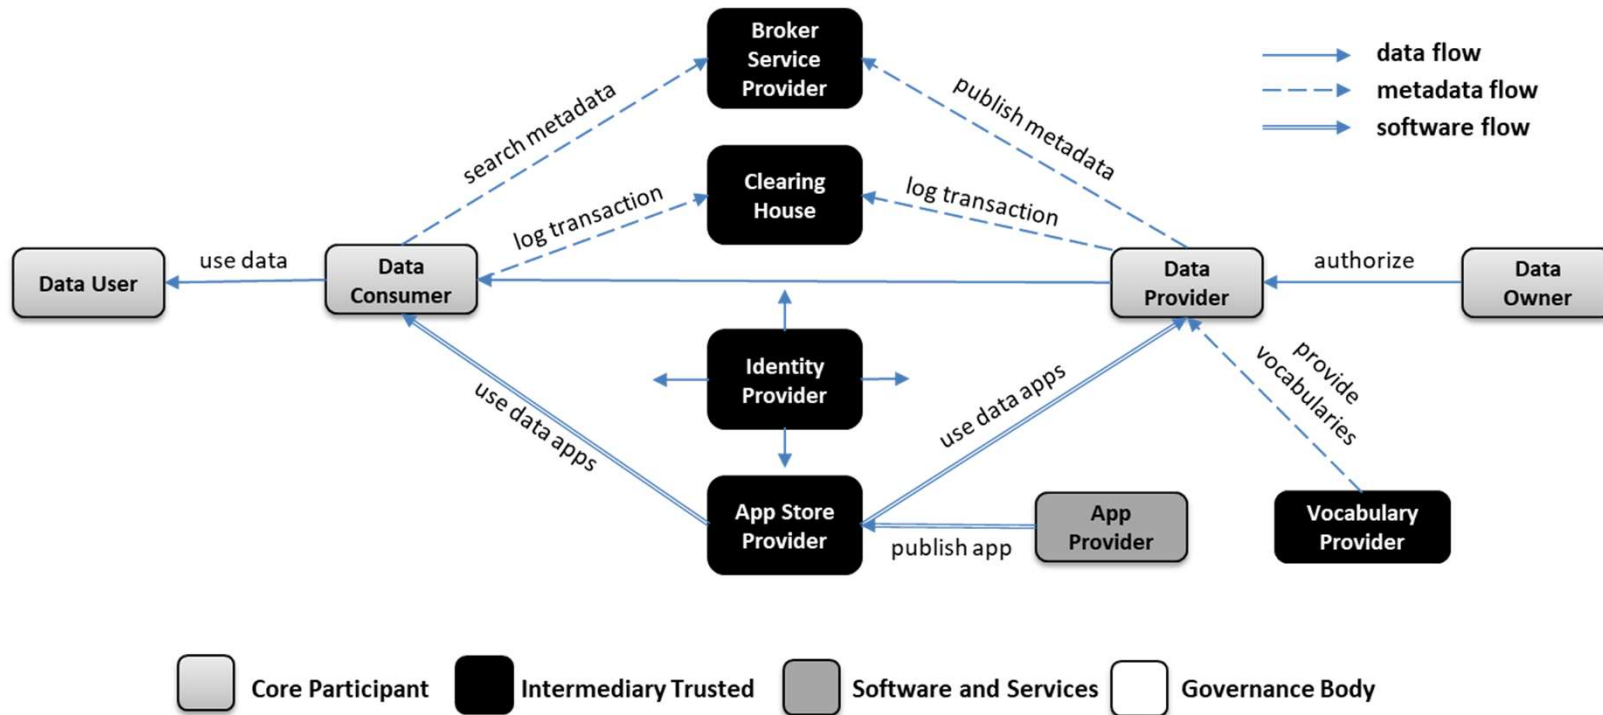 Broker
Service
Provider
data flow
metadata flow
software flow
search metadata
publish metadata
Clearing
House
log transaction
log transaction
Data User
use data
Data
Consumer
Data
Provider
authorize
Data
Owner
Identity
Provider
use data apps
use data apps
provide
vocabularies
App Store
Provider
publish app
App
Provider
Vocabulary
Provider
Core Participant
Intermediary Trusted
Software and Services
Governance Body